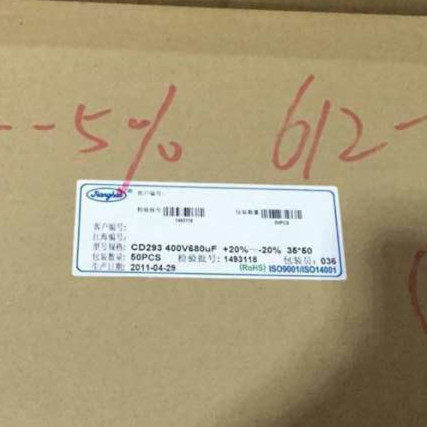 --5% 612-
Jianghai ® 客户编号:
检验批号 1493118 包装数量 50PCS
客户编号:
江海编号:
型号规格: CD293 400V680uF +20%--20% 35*50
包装数量: 50PCS 检验批号: 1493118 包装员: 036
生产日期: 2011-04-29 (RoHS) ISO9001/ISO14001